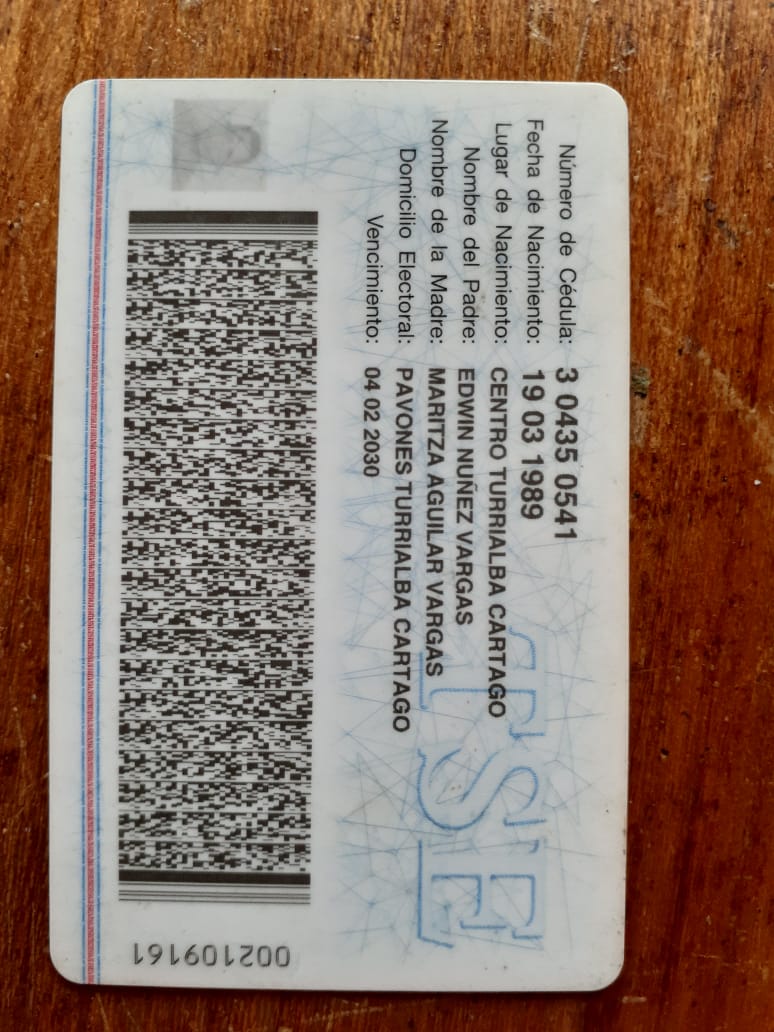 Número de Cédula: 3 0435 0541
Fecha de Nacimiento: 19 03 1989
Lugar de Nacimiento: CENTRO TURRIALBA CARTAGO
Nombre del Padre: EDWIN NUÑEZ VARGAS
Nombre de la Madre: MARITZA AGUILAR VARGAS
Domicilio Electoral: PAVONES TURRIALBA CARTAGO
Vencimiento: 04 02 2030
TSE
002109161